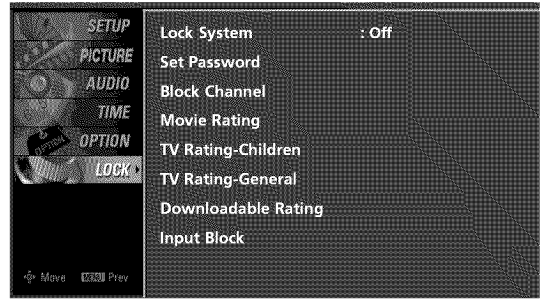 SETUP
PICTURE
AUDIO
TIME
OPTION
OPTION
LOCK
Lock System : Off
Set Password
Block Channel
Movie Rating
TV Rating-Children
TV Rating-General
Downloadable Rating
Input Block
Move MENU Prev